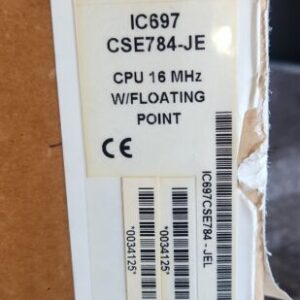 IC697
CSE784-JE
CPU 16 MHz
W/FLOATING
POINT
CE
*0034125*
*0034125*
IC697CSE784 - JEL